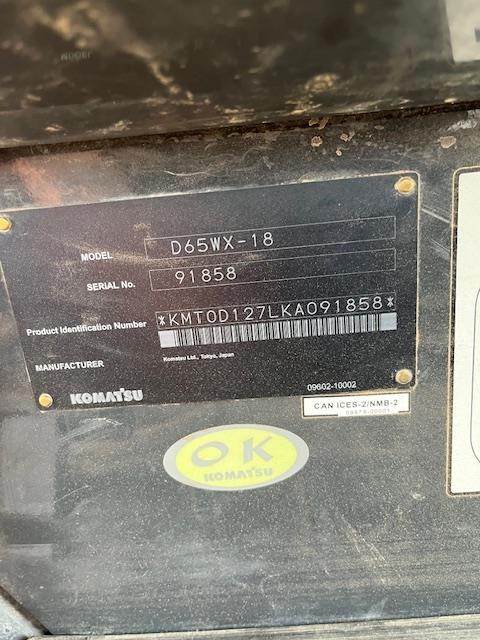 MODEL D65WX-18
SERIAL No. 91858
Product Identification Number *KMT0D127LKA091858*
MANUFACTURER Komatsu Ltd., Tokyo, Japan
KOMATSU 09602-10002
CAN ICES-2/NMB-2
OK
KOMATSU